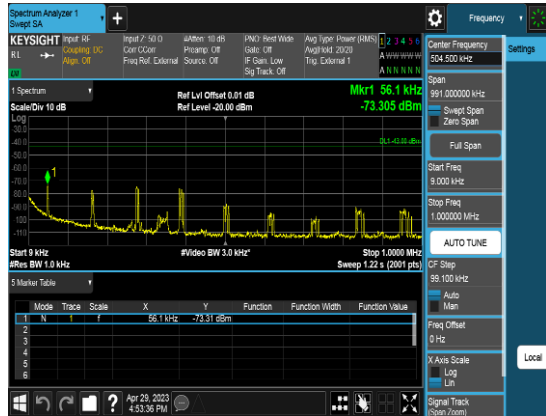 Spectrum Analyzer 1
Swept SA
+
Frequency
KEYSIGHT
RL
Input: RF
Coupling: DC
Align: Off
Input Z: 50 Ω
Corr CCorr
Freq Ref: External
#Atten: 10 dB
Preamp: Off
Source: Off
PNO: Best Wide
Gate: Off
IF Gain: Low
Sig Track: Off
Avg Type: Power (RMS)
Avg|Hold: 20/20
Trig: External 1
1 2 3 4 5 6
A W W W W W
A N N N N N
1 Spectrum
Scale/Div 10 dB
Ref Lvl Offset 0.01 dB
Ref Level -20.00 dBm
Mkr1 56.1 kHz
-73.305 dBm
Log
-30.0
-40.0
-50.0
-60.0
-70.0
-80.0
-90.0
-100
-110
1
DL1 -43.00 dBm
Start 9 kHz
#Res BW 1.0 kHz
#Video BW 3.0 kHz*
Stop 1.0000 MHz
Sweep 1.22 s (2001 pts)
5 Marker Table
Mode Trace Scale X Y Function Function Width Function Value
1 N 1 f 56.1 kHz -73.31 dBm
2
3
4
5
6
Apr 29, 2023
4:53:36 PM
Center Frequency
504.500 kHz
Span
991.000000 kHz
Swept Span
Zero Span
Full Span
Start Freq
9.000 kHz
Stop Freq
1.000000 MHz
AUTO TUNE
CF Step
99.100 kHz
Auto
Man
Freq Offset
0 Hz
X Axis Scale
Log
Lin
Signal Track
(Span Zoom)
Settings
Local